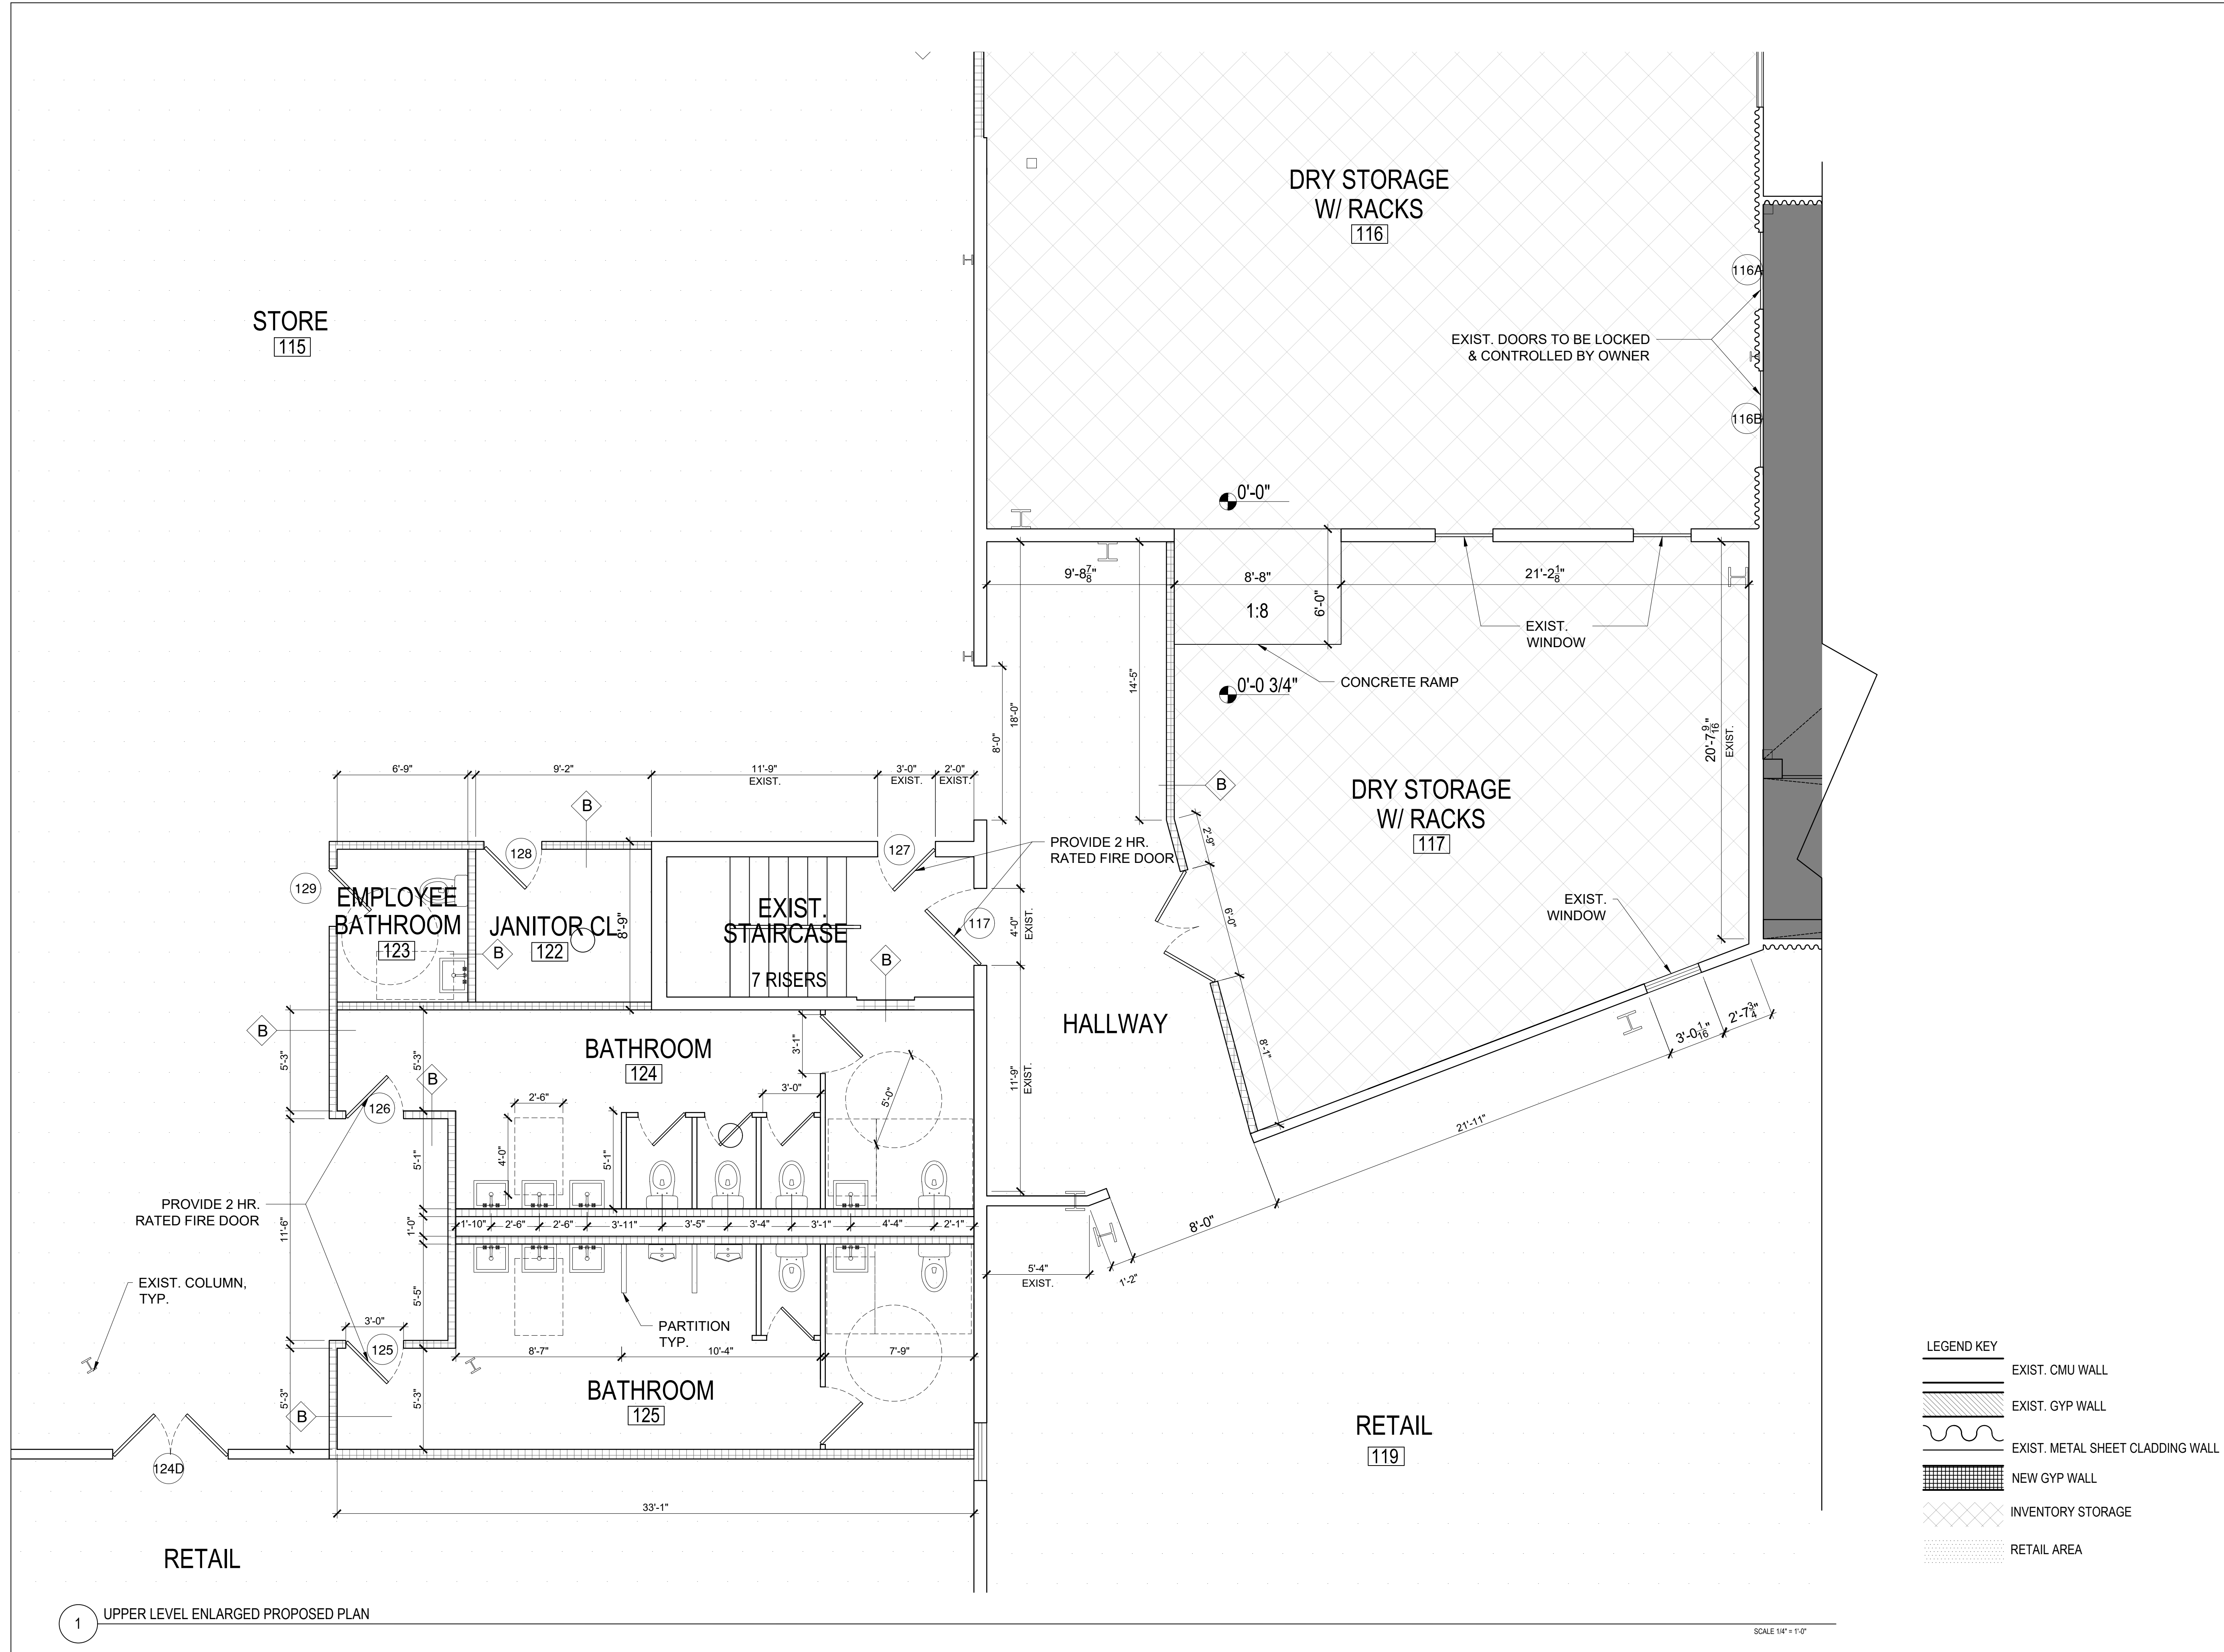 DRY STORAGE
W/ RACKS
116
116A
STORE
115
EXIST. DOORS TO BE LOCKED
& CONTROLLED BY OWNER
116B
0'-0"
9'-8 7/8"
8'-8"
21'-2 1/8"
1:8
6'-0"
EXIST.
WINDOW
CONCRETE RAMP
14'-5"
0'-0 3/4"
18'-0"
8'-0"
20'-7 9/16"
EXIST.
6'-9"
9'-2"
11'-9"
EXIST.
3'-0"
EXIST.
2'-0"
EXIST.
B
B
DRY STORAGE
W/ RACKS
117
2'-9"
PROVIDE 2 HR.
RATED FIRE DOOR
128
127
129
EMPLOYEE
BATHROOM
123
JANITOR CL.
122
8'-9"
EXIST.
STAIRCASE
7 RISERS
117
4'-0"
EXIST.
6'-0"
EXIST.
WINDOW
B
B
B
HALLWAY
3'-0 1/16"
2'-7 3/4"
BATHROOM
124
3'-1"
5'-3"
5'-3"
B
8'-1"
11'-9"
EXIST.
3'-0"
5'-0"
2'-6"
126
21'-11"
4'-0"
5'-1"
5'-1"
PROVIDE 2 HR.
RATED FIRE DOOR
11'-6"
1'-0"
1'-10"
2'-6"
2'-6"
3'-11"
3'-5"
3'-4"
3'-1"
4'-4"
2'-1"
8'-0"
5'-4"
EXIST.
1'-2"
EXIST. COLUMN,
TYP.
5'-5"
3'-0"
PARTITION
TYP.
125
8'-7"
10'-4"
7'-9"
BATHROOM
125
5'-3"
5'-3"
B
124D
RETAIL
119
33'-1"
RETAIL
LEGEND KEY
EXIST. CMU WALL
EXIST. GYP WALL
EXIST. METAL SHEET CLADDING WALL
NEW GYP WALL
INVENTORY STORAGE
RETAIL AREA
1
UPPER LEVEL ENLARGED PROPOSED PLAN
SCALE 1/4" = 1'-0"